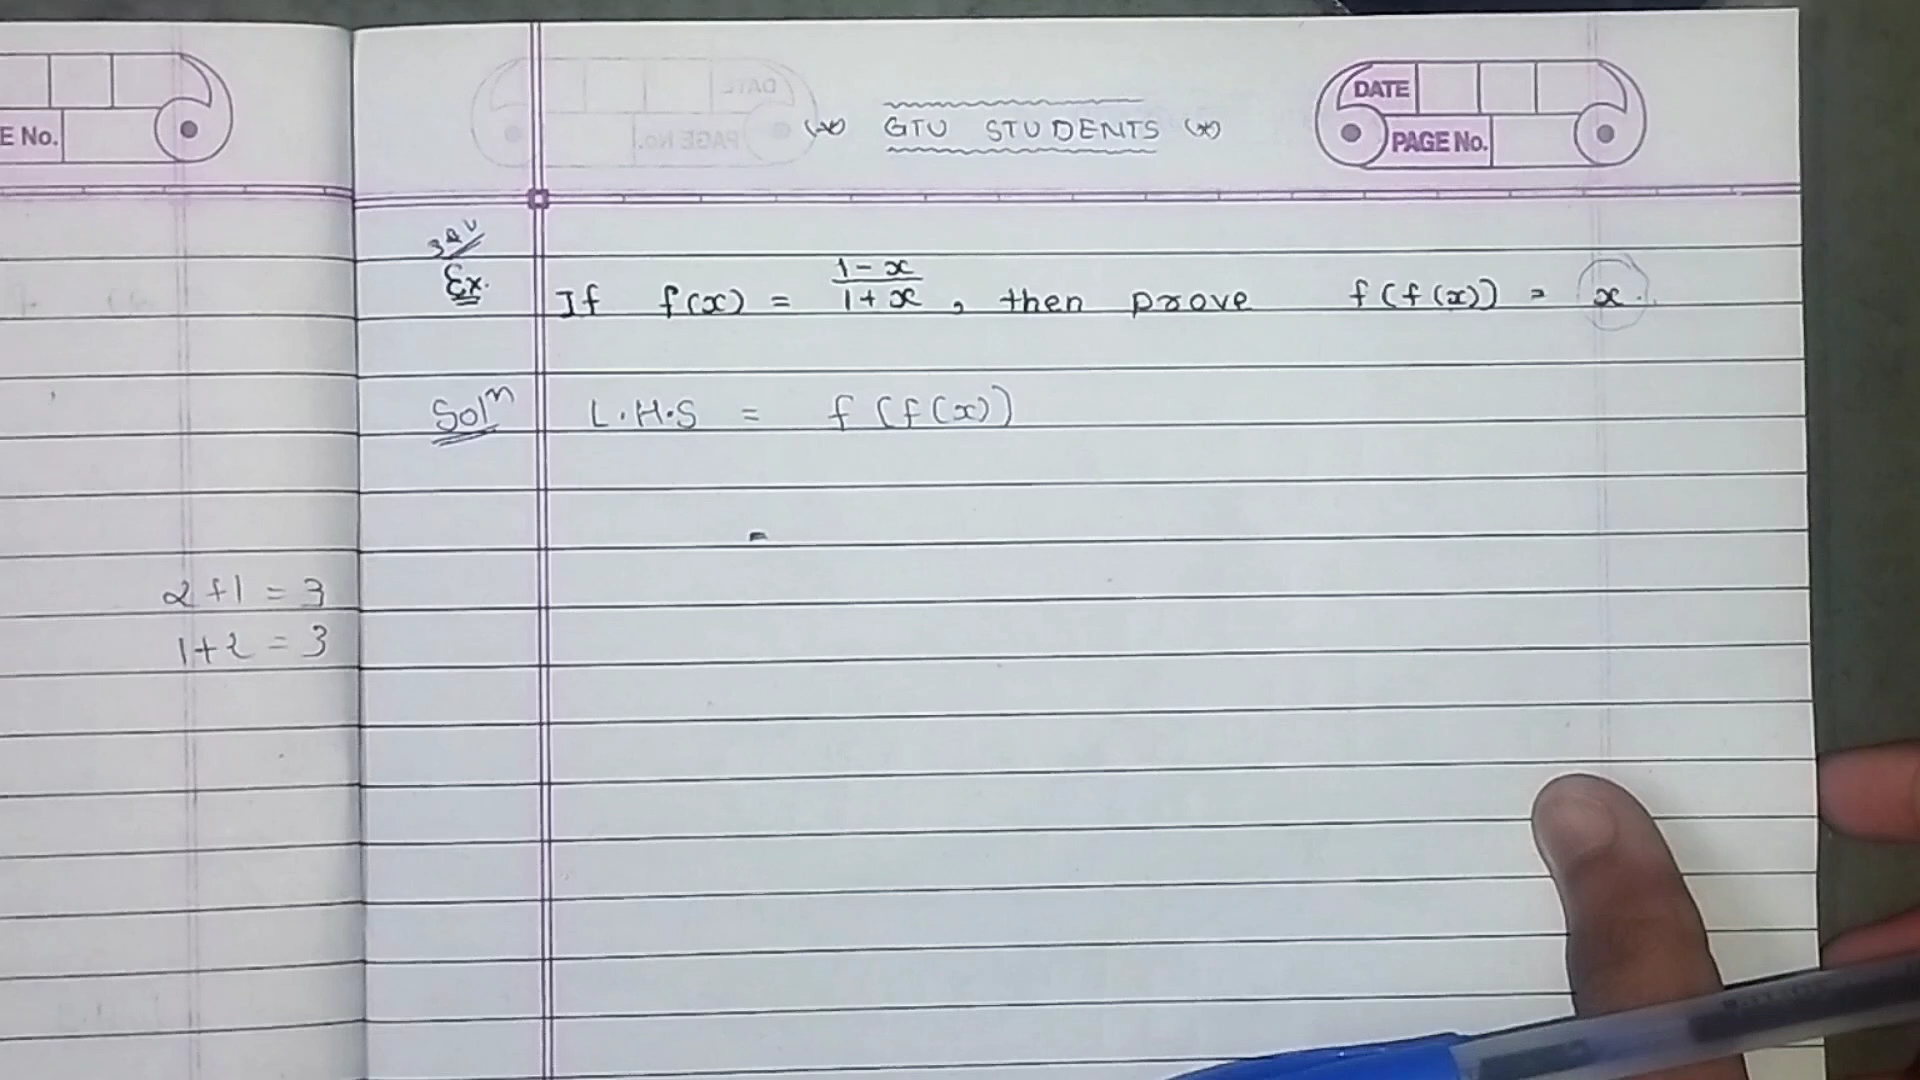 E No.
2+1 = 3
1+2 = 3
GTU STUDENTS
DATE
PAGE No.
Ex. If f(x) = \frac{1-x}{1+x}, then prove f(f(x)) = x.
Solⁿ L.H.S = f(f(x))